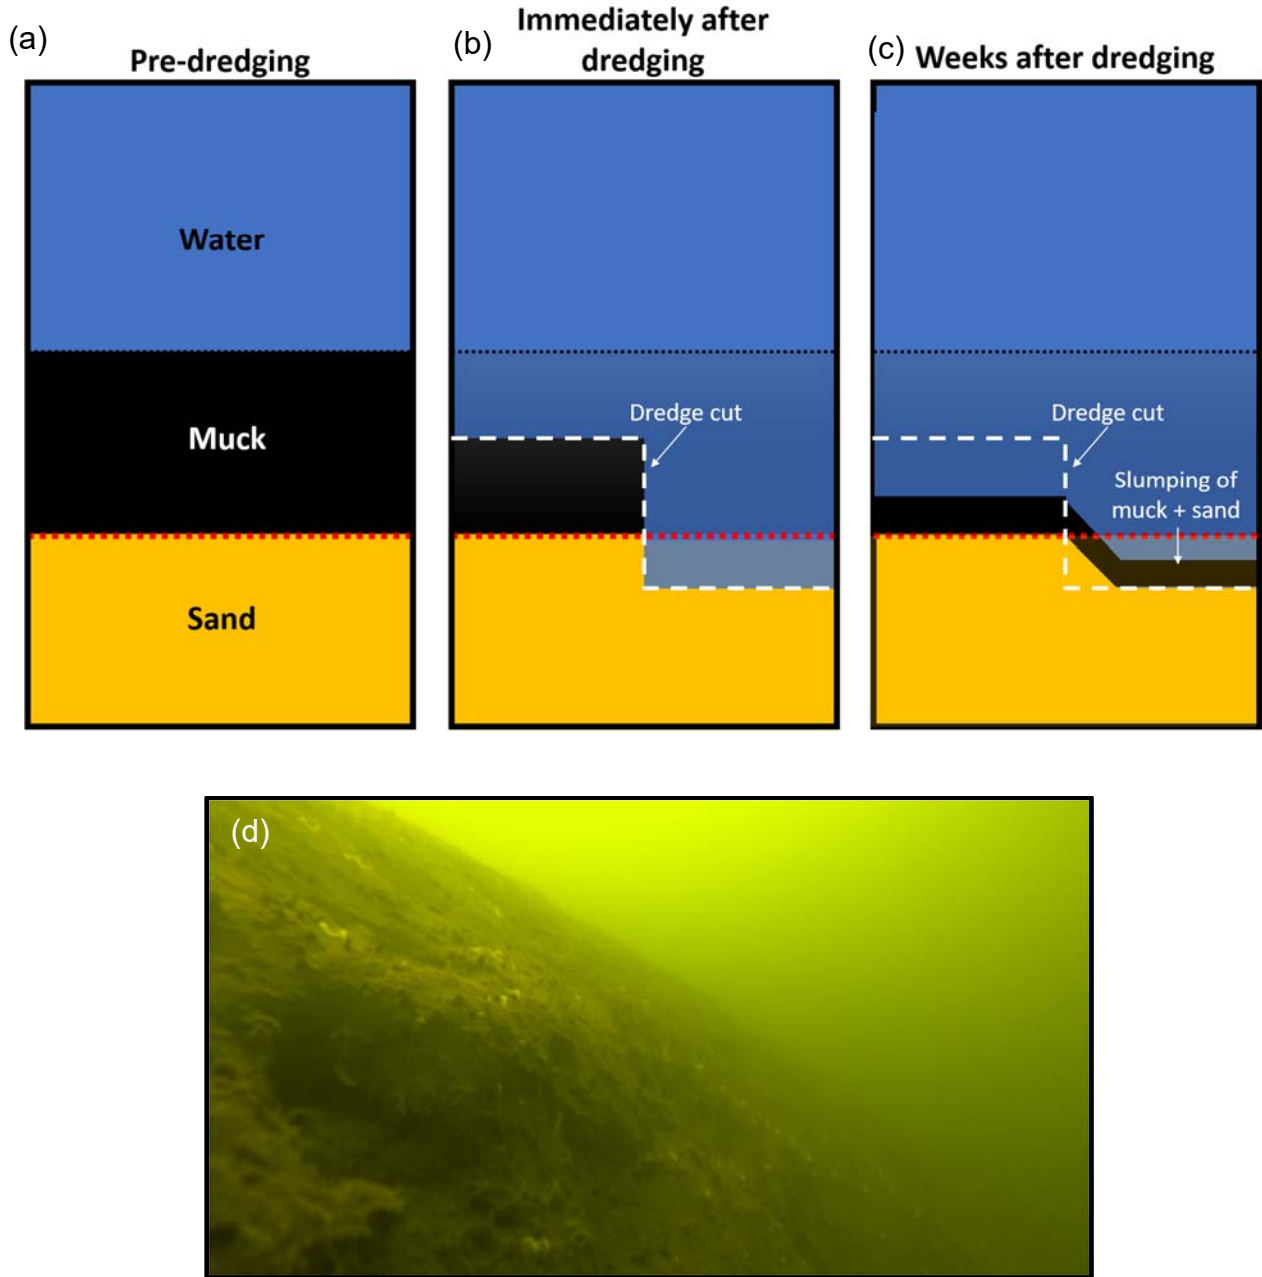 (a)
Pre-dredging
(b)
Immediately after
dredging
(c)
Weeks after dredging
Water
Muck
Sand
Dredge cut
Dredge cut
Slumping of
muck + sand
(d)